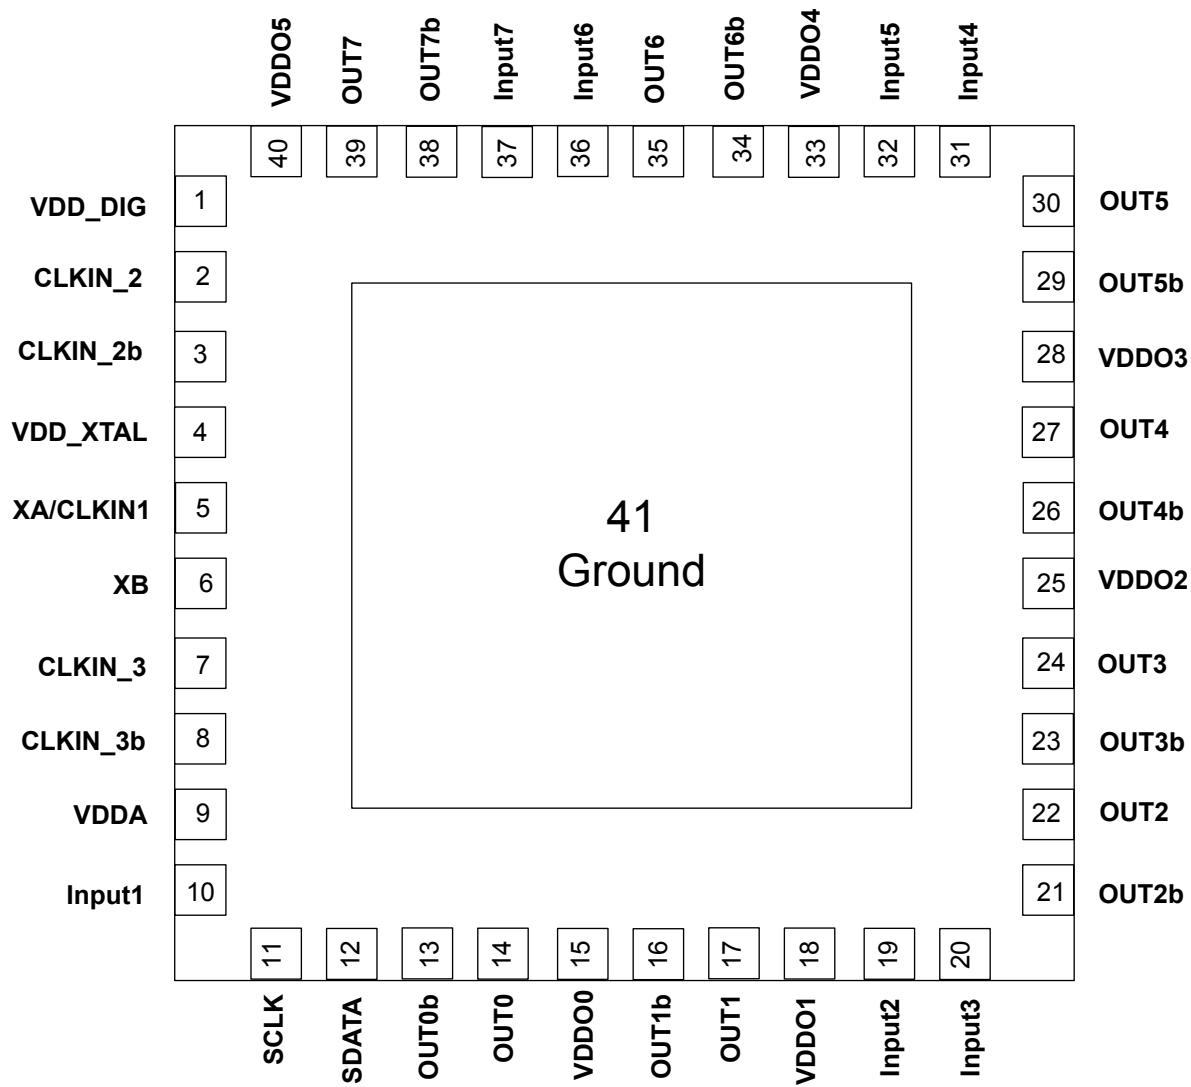 VDDO5
OUT7
OUT7b
Input7
Input6
OUT6
OUT6b
VDDO4
Input5
Input4
40
39
38
37
36
35
34
33
32
31
VDD_DIG
1
CLKIN_2
2
CLKIN_2b
3
VDD_XTAL
4
XA/CLKIN1
5
XB
6
CLKIN_3
7
CLKIN_3b
8
VDDA
9
Input1
10
41
Ground
30
OUT5
29
OUT5b
28
VDDO3
27
OUT4
26
OUT4b
25
VDDO2
24
OUT3
23
OUT3b
22
OUT2
21
OUT2b
11
12
13
14
15
16
17
18
19
20
SCLK
SDATA
OUT0b
OUT0
VDDO0
OUT1b
OUT1
VDDO1
Input2
Input3